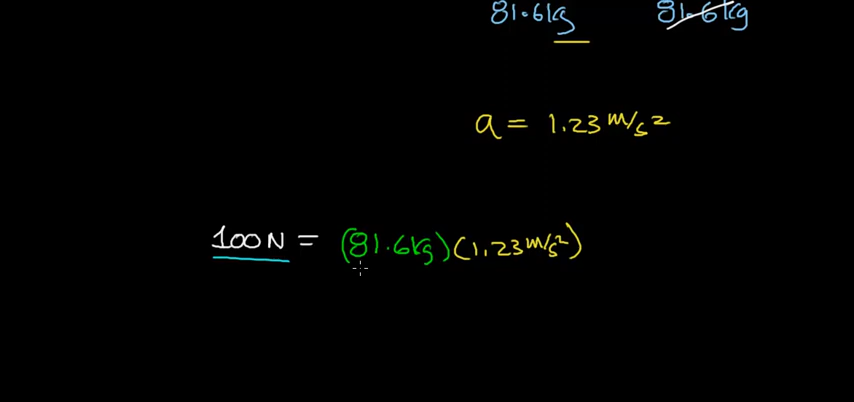 81.6kg 81.6kg
a = 1.23 m/s²
100N = (81.6kg)(1.23 m/s²)